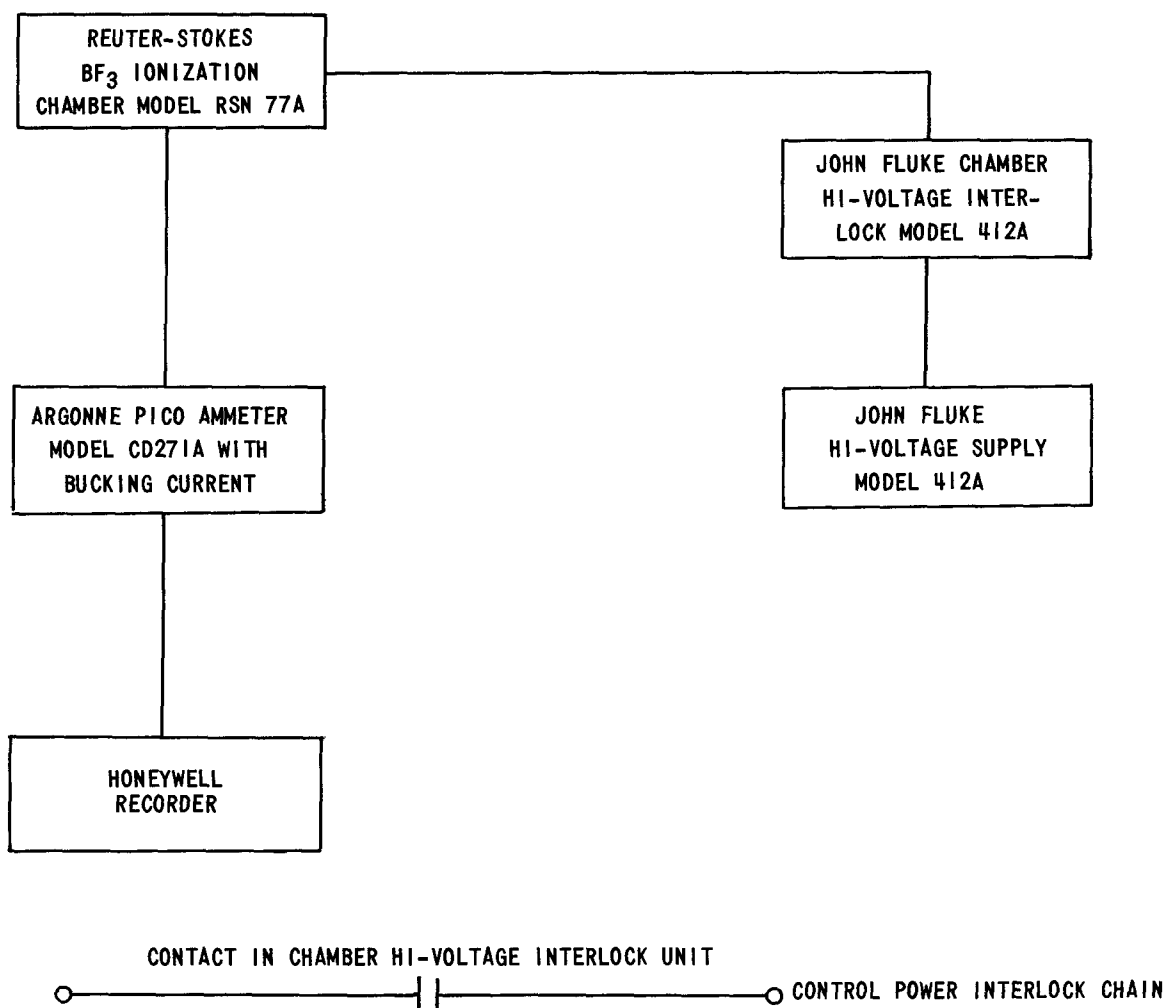 REUTER-STOKES
BF3 IONIZATION
CHAMBER MODEL RSN 77A
JOHN FLUKE CHAMBER
HI-VOLTAGE INTER-
LOCK MODEL 412A
ARGONNE PICO AMMETER
MODEL CD271A WITH
BUCKING CURRENT
JOHN FLUKE
HI-VOLTAGE SUPPLY
MODEL 412A
HONEYWELL
RECORDER
CONTACT IN CHAMBER HI-VOLTAGE INTERLOCK UNIT
CONTROL POWER INTERLOCK CHAIN